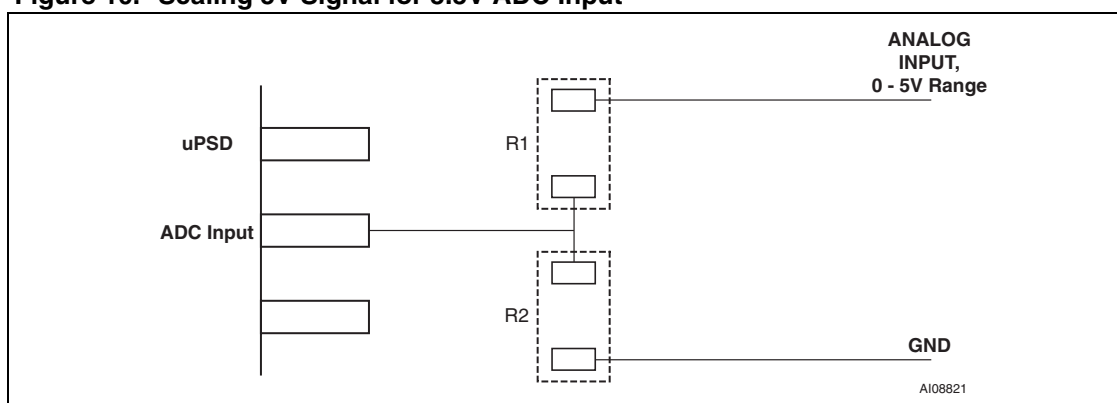 ANALOG
INPUT,
0 - 5V Range
uPSD
R1
ADC Input
R2
GND
AI08821